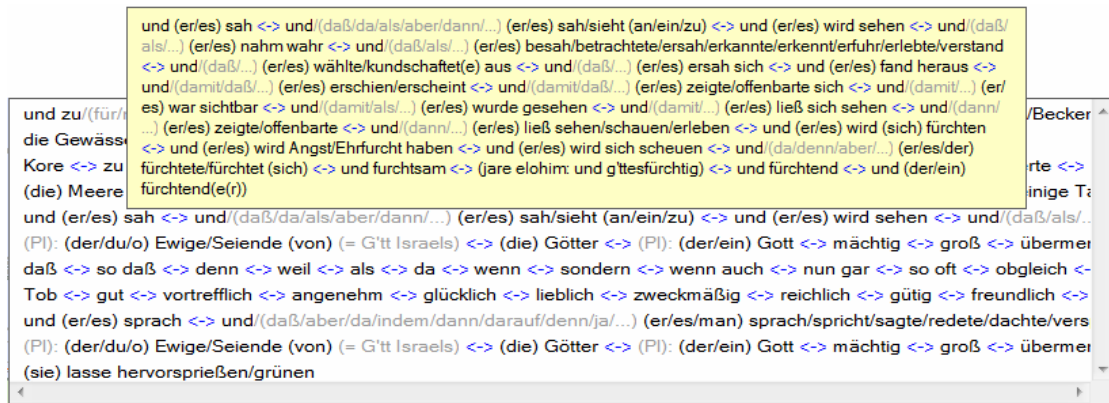 und (er/es) sah <-> und/(daß/da/als/aber/dann/...) (er/es) sah/sieht (an/ein/zu) <-> und (er/es) wird sehen <-> und/(daß/
als/...) (er/es) nahm wahr <-> und/(daß/als/...) (er/es) besah/betrachtete/ersah/erkannte/erkennt/erfuhr/erlebte/verstand
<-> und/(daß/...) (er/es) wählte/kundschaftet(e) aus <-> und/(daß/...) (er/es) ersah sich <-> und (er/es) fand heraus <->
und/(damit/daß/...) (er/es) erschien/erscheint <-> und/(damit/daß/...) (er/es) zeigte/offenbarte sich <-> und/(damit/...) (er/
es) war sichtbar <-> und/(damit/als/...) (er/es) wurde gesehen <-> und/(damit/...) (er/es) ließ sich sehen <-> und/(dann/
...) (er/es) zeigte/offenbarte <-> und/(dann/...) (er/es) ließ sehen/schauen/erleben <-> und (er/es) wird (sich) fürchten
<-> und (er/es) wird Angst/Ehrfurcht haben <-> und (er/es) wird sich scheuen <-> und/(da/denn/aber/...) (er/es/der)
fürchtete/fürchtet (sich) <-> und furchtsam <-> (jare elohim: und g'ttesfürchtig) <-> und fürchtend <-> und (der/ein)
fürchtend(e(r))
und zu/(für/ /Becken
die Gewässe
Kore <-> zu rte <->
(die) Meere einige Ta
und (er/es) sah <-> und/(daß/da/als/aber/dann/...) (er/es) sah/sieht (an/ein/zu) <-> und (er/es) wird sehen <-> und/(daß/als/..
(Pl): (der/du/o) Ewige/Seiende (von) (= G'tt Israels) <-> (die) Götter <-> (Pl): (der/ein) Gott <-> mächtig <-> groß <-> übermen
daß <-> so daß <-> denn <-> weil <-> als <-> da <-> wenn <-> sondern <-> wenn auch <-> nun gar <-> so oft <-> obgleich <-
Tob <-> gut <-> vortrefflich <-> angenehm <-> glücklich <-> lieblich <-> zweckmäßig <-> reichlich <-> gütig <-> freundlich <->
und (er/es) sprach <-> und/(daß/aber/da/indem/dann/darauf/denn/ja/...) (er/es/man) sprach/spricht/sagte/redete/dachte/vers
(Pl): (der/du/o) Ewige/Seiende (von) (= G'tt Israels) <-> (die) Götter <-> (Pl): (der/ein) Gott <-> mächtig <-> groß <-> übermen
(sie) lasse hervorsprießen/grünen